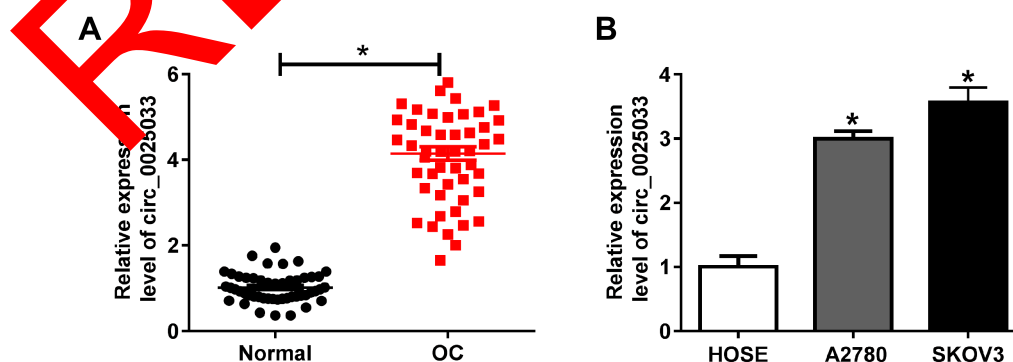 A
*
Relative expression
level of circ_0025033
6
4
2
0
Normal OC
B
*
*
Relative expression
level of circ_0025033
4
3
2
1
0
HOSE A2780 SKOV3